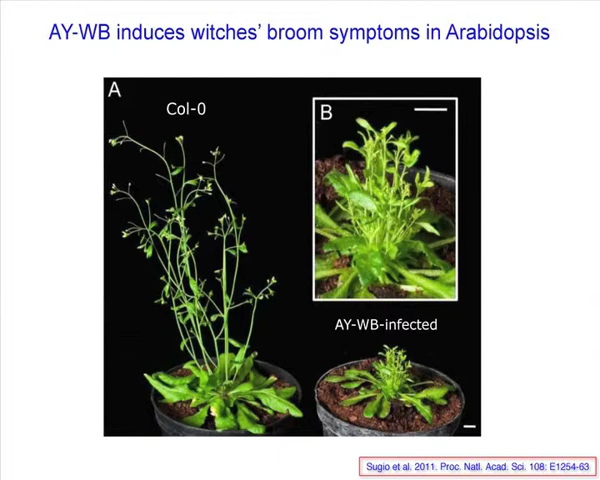 AY-WB induces witches’ broom symptoms in Arabidopsis
A
Col-0
B
AY-WB-infected
Sugio et al. 2011. Proc. Natl. Acad. Sci. 108: E1254-63